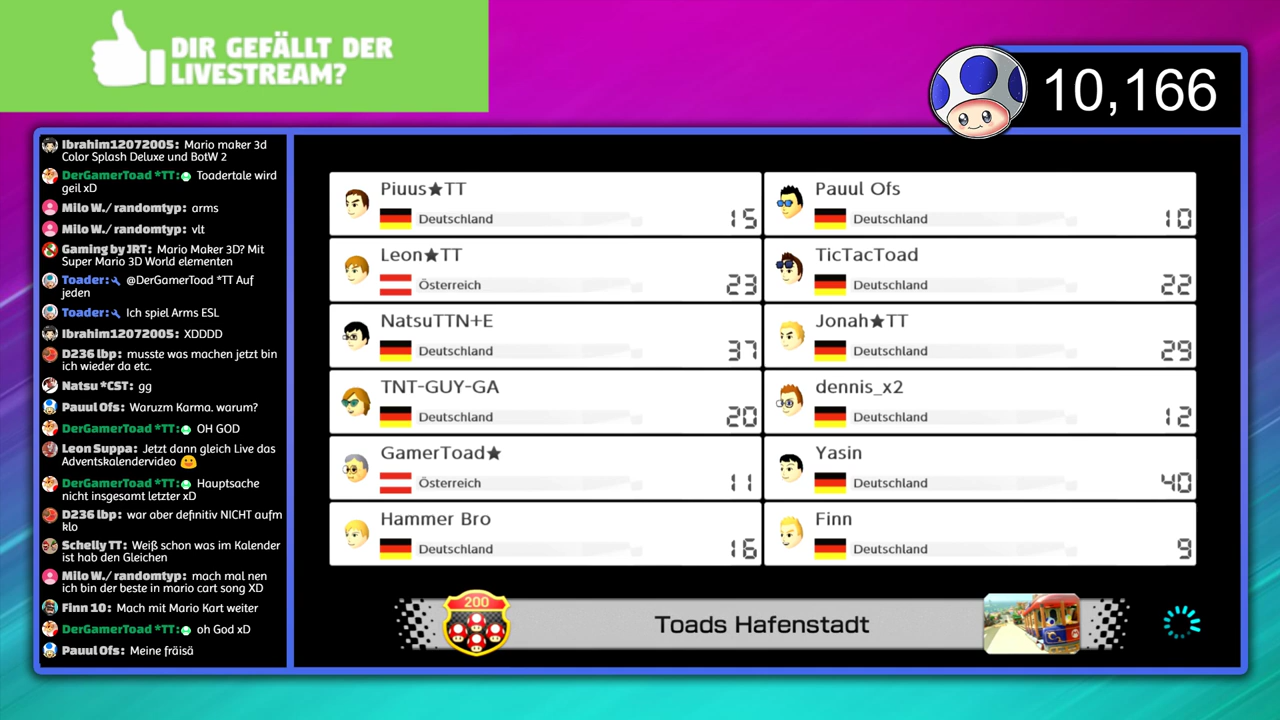 DIR GEFÄLLT DER
LIVESTREAM?
10,166
Ibrahim12072005: Mario maker 3d
Color Splash Deluxe und BotW 2
DerGamerToad *TT: Toadertale wird
geil xD
Milo W./ randomtyp: arms
Milo W./ randomtyp: vlt
Gaming by JRT: Mario Maker 3D? Mit
Super Mario 3D World elementen
Toader: @DerGamerToad *TT Auf
jeden
Toader: Ich spiel Arms ESL
Ibrahim12072005: XDDDD
D236 lbp: musste was machen jetzt bin
ich wieder da etc.
Natsu *CST: gg
Pauul Ofs: Waruzm Karma. warum?
DerGamerToad *TT: OH GOD
Leon Suppa: Jetzt dann gleich Live das
Adventskalendervideo
DerGamerToad *TT: Hauptsache
nicht insgesamt letzter xD
D236 lbp: war aber definitiv NICHT aufm
klo
Schelly TT: Weiß schon was im Kalender
ist hab den Gleichen
Milo W./ randomtyp: mach mal nen
ich bin der beste in mario cart song XD
Finn 10: Mach mit Mario Kart weiter
DerGamerToad *TT: oh God xD
Pauul Ofs: Meine fräisä
Piuus★TT
Deutschland 15
Pauul Ofs
Deutschland 10
Leon★TT
Österreich 23
TicTacToad
Deutschland 22
NatsuTTN+E
Deutschland 37
Jonah★TT
Deutschland 29
TNT-GUY-GA
Deutschland 20
dennis_x2
Deutschland 12
GamerToad★
Österreich 11
Yasin
Deutschland 40
Hammer Bro
Deutschland 16
Finn
Deutschland 9
200
Toads Hafenstadt